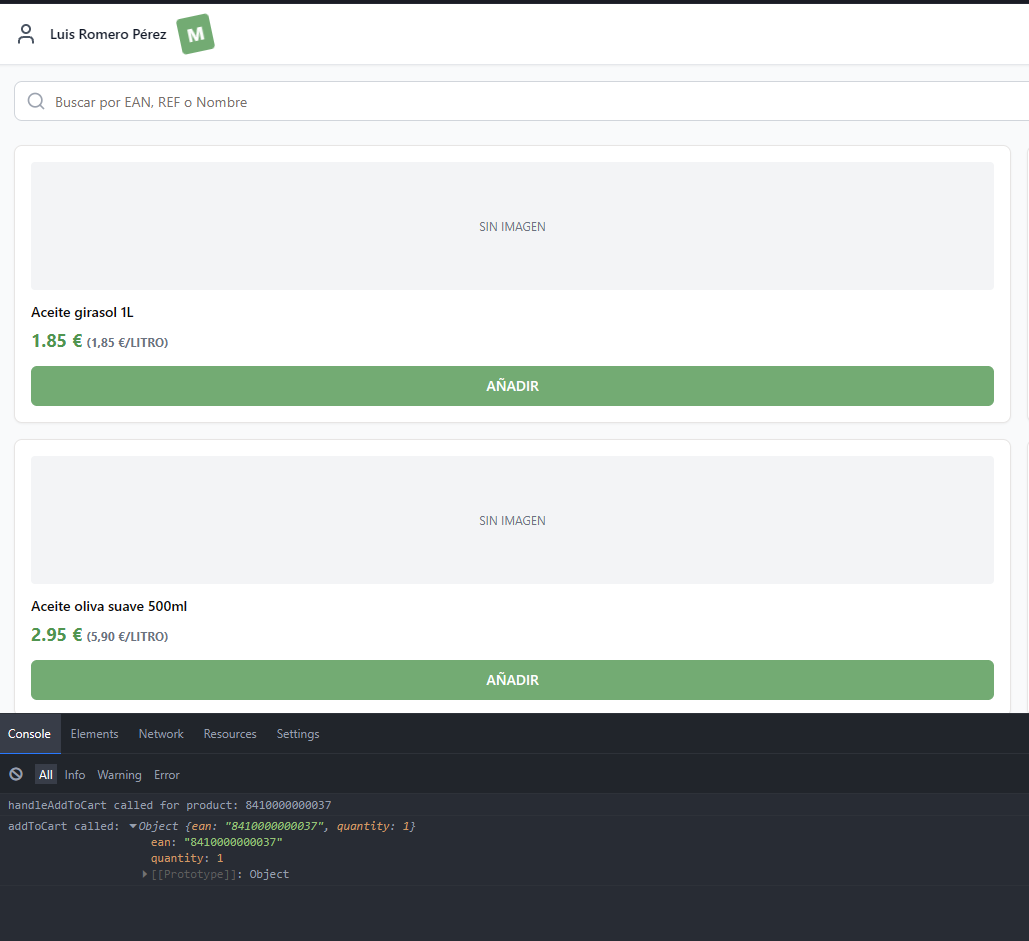 Luis Romero Pérez M
Buscar por EAN, REF o Nombre
SIN IMAGEN
Aceite girasol 1L
1.85 € (1,85 €/LITRO)
AÑADIR
SIN IMAGEN
Aceite oliva suave 500ml
2.95 € (5,90 €/LITRO)
AÑADIR
Console Elements Network Resources Settings
All Info Warning Error
handleAddToCart called for product: 8410000000037
addToCart called: Object {ean: "8410000000037", quantity: 1}
ean: "8410000000037"
quantity: 1
[[Prototype]]: Object